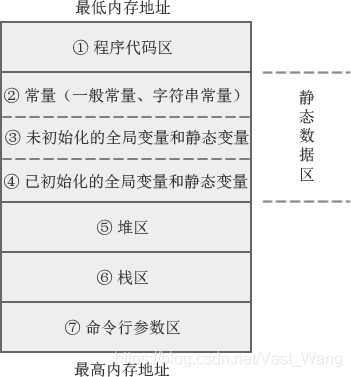 最低内存地址
① 程序代码区
② 常量（一般常量、字符串常量）
③ 未初始化的全局变量和静态变量
④ 已初始化的全局变量和静态变量
静态数据区
⑤ 堆区
⑥ 栈区
⑦ 命令行参数区
https://blog.csdn.net/Vast_Wang
最高内存地址